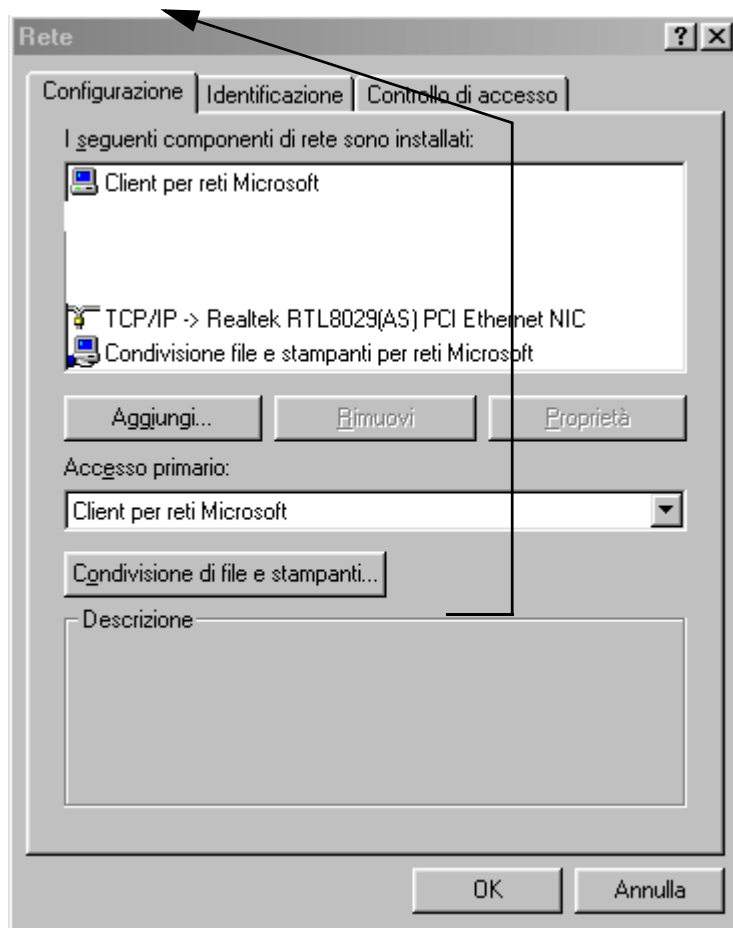 Rete
Configurazione Identificazione Controllo di accesso
I seguenti componenti di rete sono installati:
Client per reti Microsoft
TCP/IP -> Realtek RTL8029(AS) PCI Ethernet NIC
Condivisione file e stampanti per reti Microsoft
Aggiungi... Rimuovi Proprietà
Accesso primario:
Client per reti Microsoft
Condivisione di file e stampanti...
Descrizione
OK Annulla